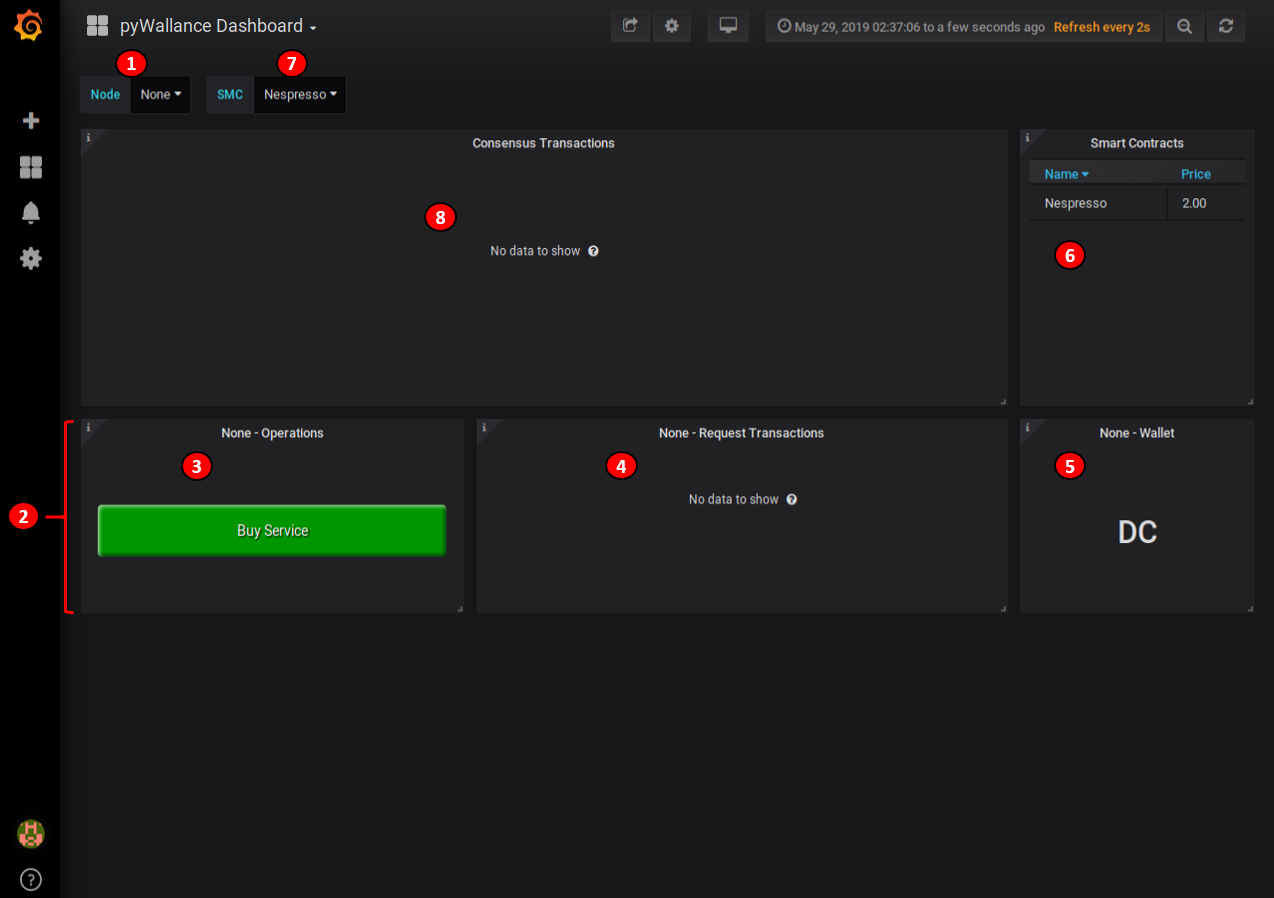 pyWallance Dashboard
May 29, 2019 02:37:06 to a few seconds ago Refresh every 2s
1
7
Node None
SMC Nespresso
i
Consensus Transactions
8
No data to show ?
i
Smart Contracts
Name Price
Nespresso 2.00
6
2
i
None - Operations
3
Buy Service
i
None - Request Transactions
4
No data to show ?
i
None - Wallet
5
DC
?